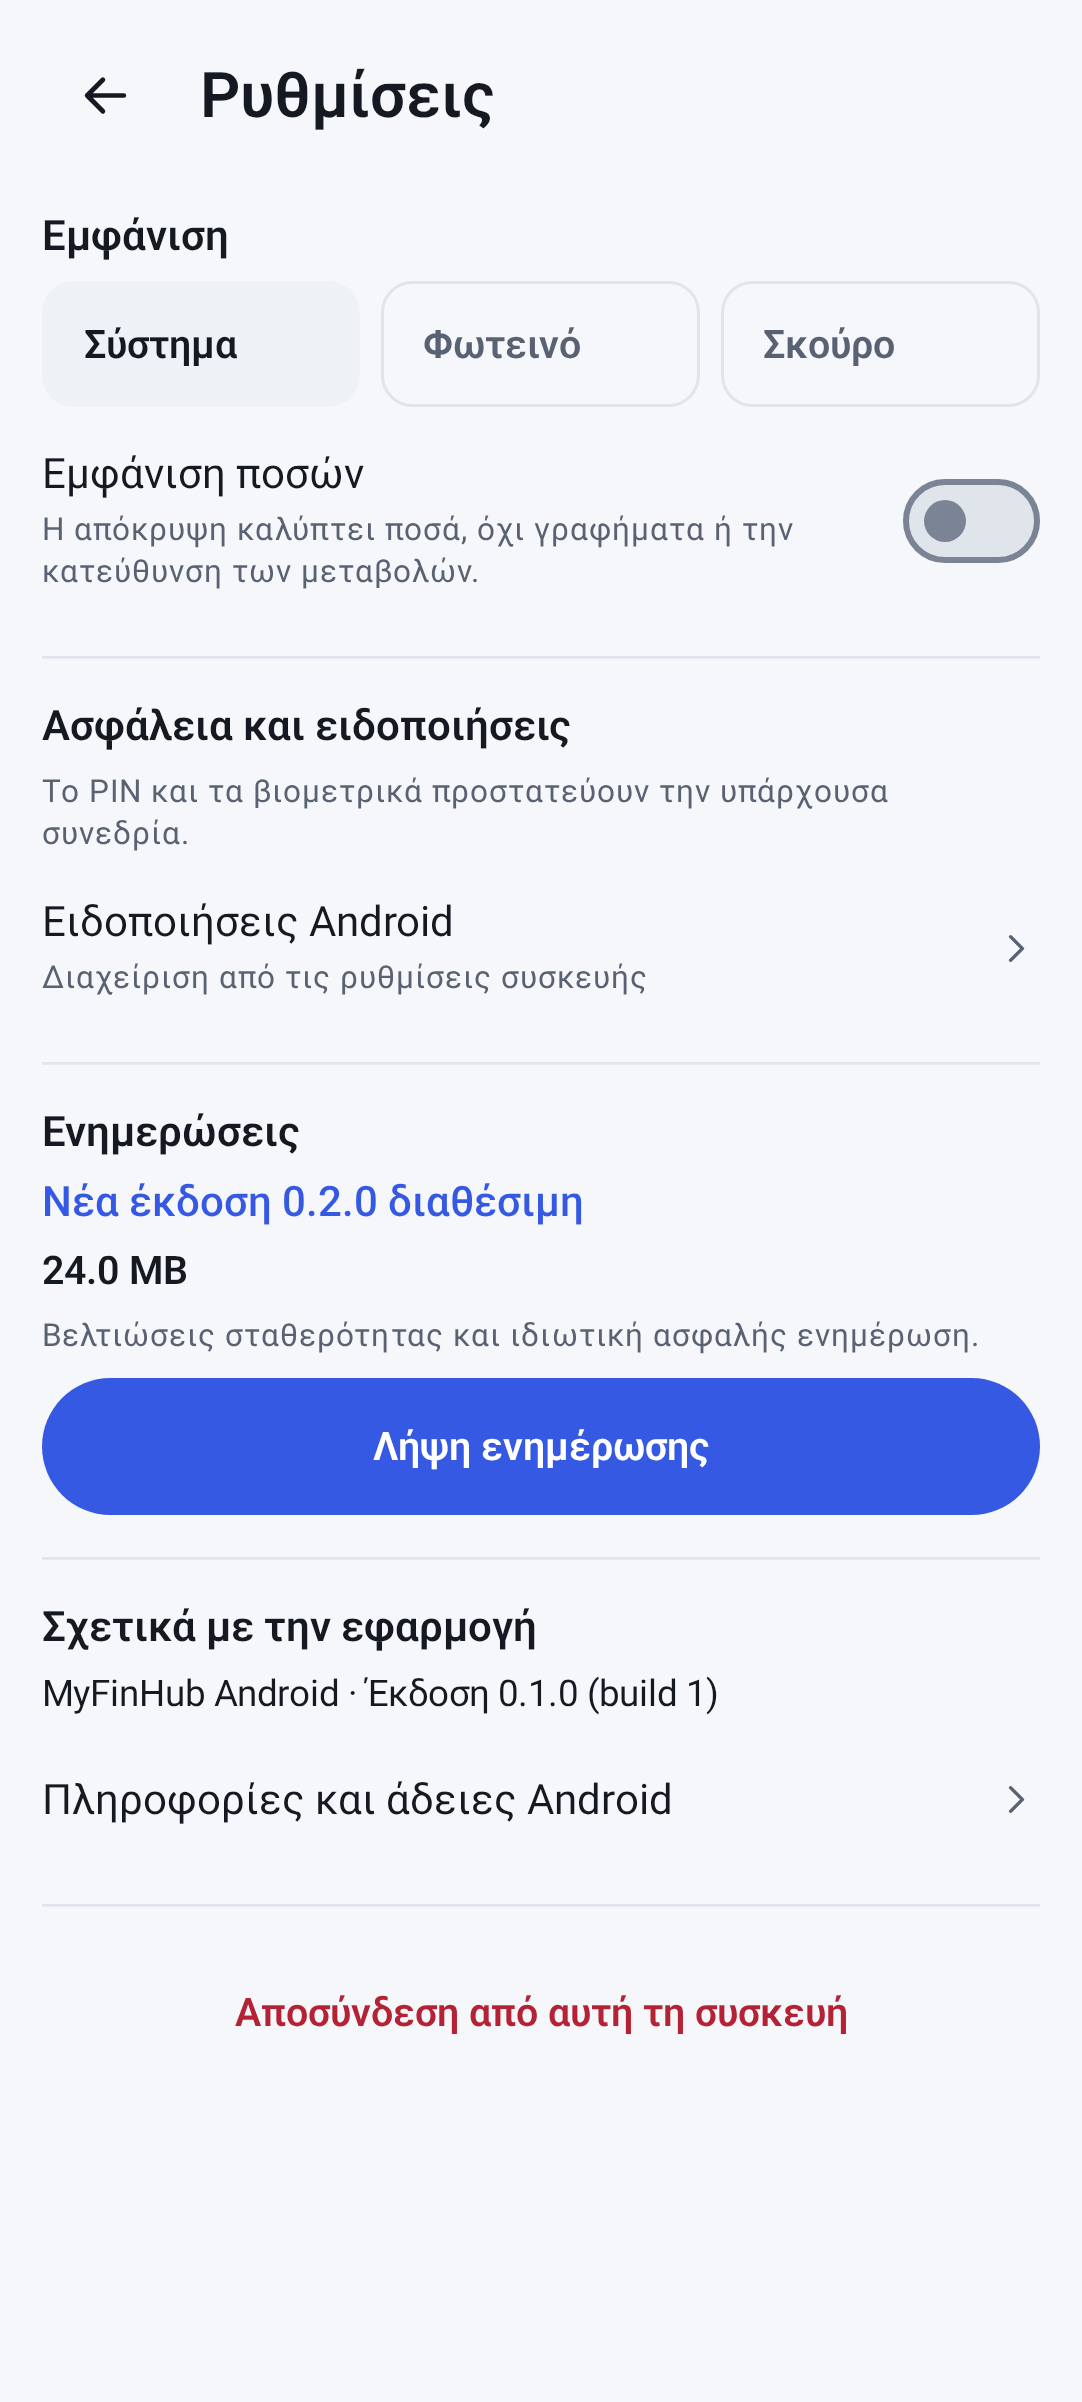 Ρυθμίσεις
Εμφάνιση
Σύστημα
Φωτεινό
Σκούρο
Εμφάνιση ποσών
Η απόκρυψη καλύπτει ποσά, όχι γραφήματα ή την
κατεύθυνση των μεταβολών.
Ασφάλεια και ειδοποιήσεις
Το PIN και τα βιομετρικά προστατεύουν την υπάρχουσα
συνεδρία.
Ειδοποιήσεις Android
Διαχείριση από τις ρυθμίσεις συσκευής
Ενημερώσεις
Νέα έκδοση 0.2.0 διαθέσιμη
24.0 MB
Βελτιώσεις σταθερότητας και ιδιωτική ασφαλής ενημέρωση.
Λήψη ενημέρωσης
Σχετικά με την εφαρμογή
MyFinHub Android · Έκδοση 0.1.0 (build 1)
Πληροφορίες και άδειες Android
Αποσύνδεση από αυτή τη συσκευή